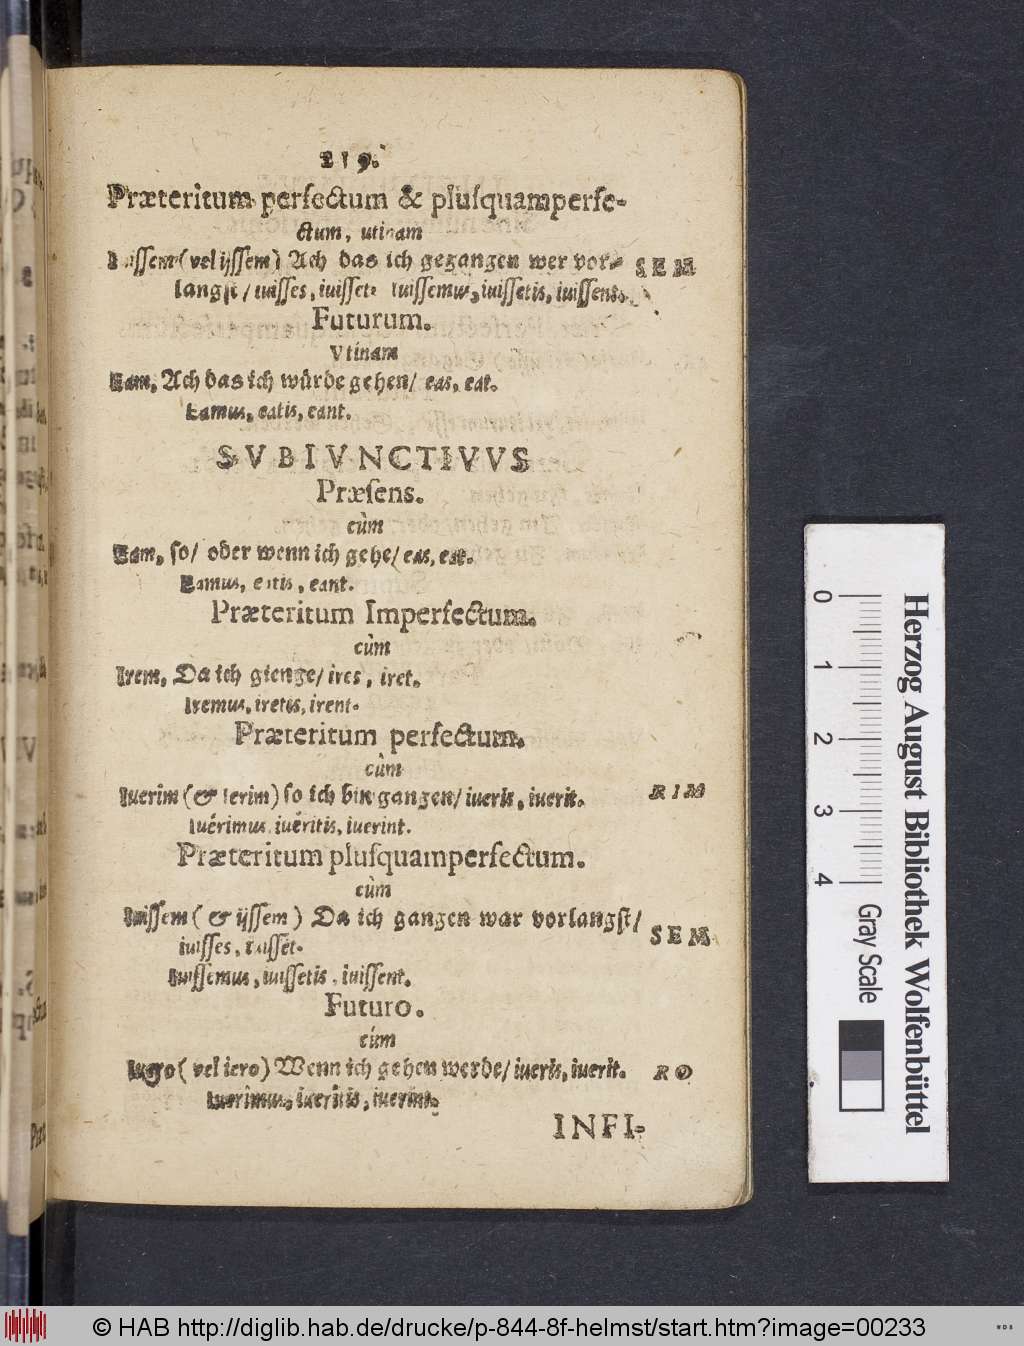 219.
Præteritum perfectum & pluſquamperfe-
ctum, utinam
Iuiſſem (vel ijſſem) Ach das ich gegangen wer vor- SEM
langſt / iuiſſes, iuiſſet. Iuiſſemus, iuiſſetis, iuiſſent.
Futurum.
Vtinam
Eam, Ach das ich wůrde gehen / eas, eat.
Eamus, eatis, eant.
SVBIVNCTIVVS
Præſens.
cùm
Eam, ſo / oder wenn ich gehe / eas, eat.
Eamus, eatis, eant.
Præteritum Imperfectum.
cùm
Irem, Da ich gienge / ires, iret.
Iremus, iretis, irent.
Præteritum perfectum.
cùm
Iuerim (& ierim) ſo ich bin gangen / iueris, iuerit. RIM
Iuérimus, iuéritis, iuerint.
Præteritum pluſquamperfectum.
cùm
Iuiſſem (& ijſſem) Da ich gangen war vorlangſt / SEM
iuiſſes, iuiſſet.
Iuiſſemus, iuiſſetis, iuiſſent.
Futuro.
cúm
Iuero (vel iero) Wenn ich gehen werde / iueris, iuerit. RO
Iuerimus, iueritis, iuerint.
INFI-
0 1 2 3 4
Gray Scale
Herzog August Bibliothek Wolfenbüttel
© HAB http://diglib.hab.de/drucke/p-844-8f-helmst/start.htm?image=00233